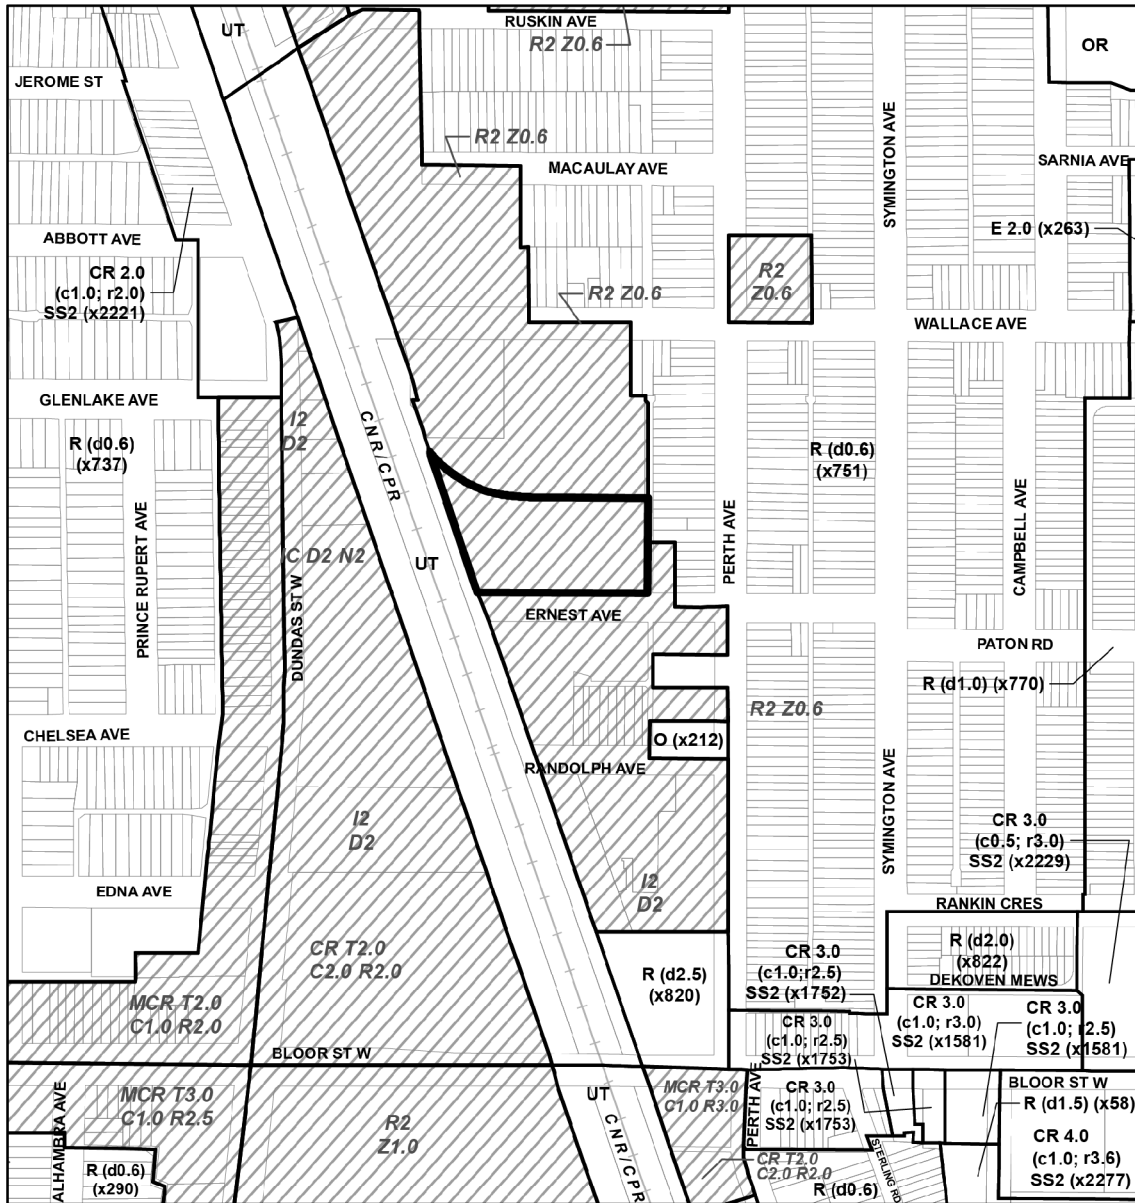 RUSKIN AVE
R2 Z0.6
UT
OR
JEROME ST
R2 Z0.6
MACAULAY AVE
SYMINGTON AVE
SARNIA AVE
ABBOTT AVE
E 2.0 (x263)
CR 2.0
(c1.0; r2.0)
SS2 (x2221)
R2
Z0.6
R2 Z0.6
WALLACE AVE
GLENLAKE AVE
I2
D2
CNR/CPR
R (d0.6)
(x737)
R (d0.6)
(x751)
PRINCE RUPERT AVE
PERTH AVE
CAMPBELL AVE
IC D2 N2
UT
DUNDAS ST W
ERNEST AVE
PATON RD
R (d1.0) (x770)
R2 Z0.6
CHELSEA AVE
O (x212)
RANDOLPH AVE
SYMINGTON AVE
I2
D2
CR 3.0
(c0.5; r3.0)
SS2 (x2229)
EDNA AVE
I2
D2
RANKIN CRES
CR T2.0
C2.0 R2.0
R (d2.0)
(x822)
DEKOVEN MEWS
R (d2.5)
(x820)
CR 3.0
(c1.0;r2.5)
SS2 (x1752)
MCR T2.0
C1.0 R2.0
CR 3.0
(c1.0; r3.0)
SS2 (x1581)
CR 3.0
(c1.0; r2.5)
SS2 (x1581)
CR 3.0
(c1.0; r2.5)
SS2 (x1753)
BLOOR ST W
BLOOR ST W
MCR T3.0
C1.0 R2.5
UT
CNR/CPR
MCR T3.0
C1.0 R3.0
PERTH AVE
CR 3.0
(c1.0; r2.5)
SS2 (x1753)
R (d1.5) (x58)
ALHAMBRA AVE
R2
Z1.0
CR 4.0
(c1.0; r3.6)
SS2 (x2277)
R (d0.6)
(x290)
CR T2.0
C2.0 R2.0
STERLING RD
R (d0.6)